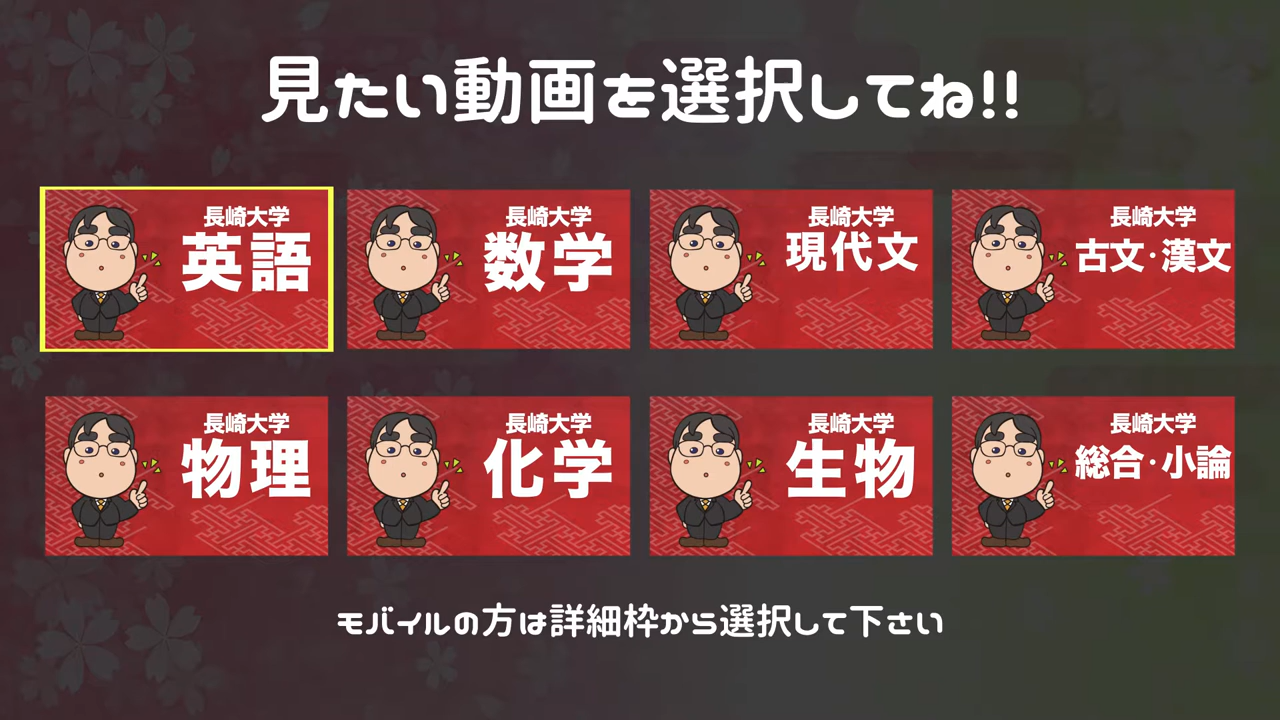 見たい動画を選択してね!!
長崎大学
英語
長崎大学
数学
長崎大学
現代文
長崎大学
古文・漢文
長崎大学
物理
長崎大学
化学
長崎大学
生物
長崎大学
総合・小論
モバイルの方は詳細枠から選択して下さい